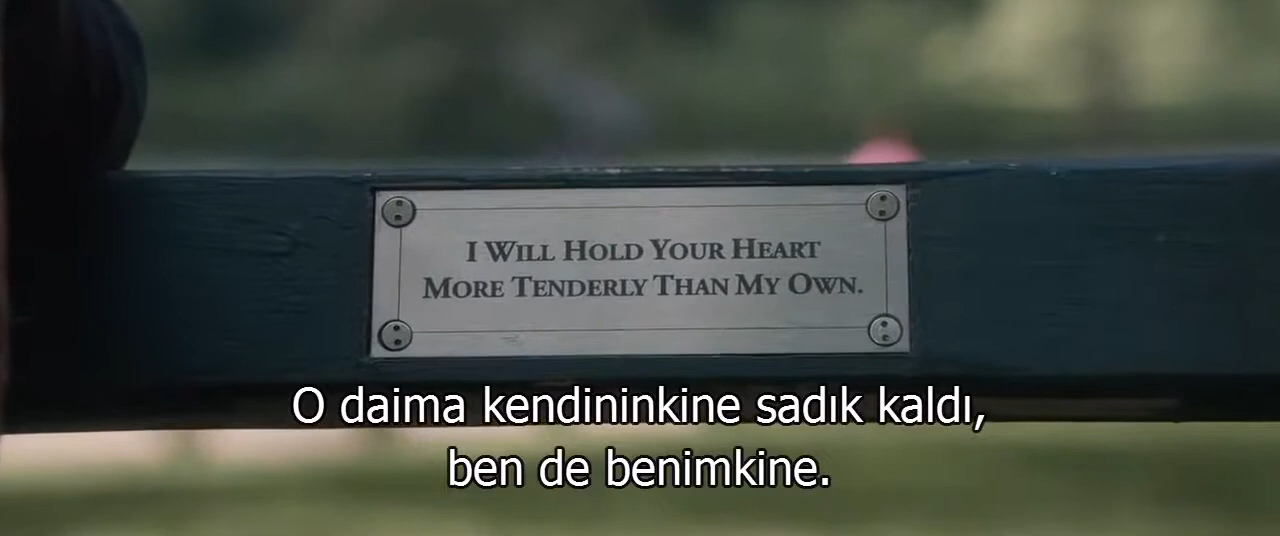 I WILL HOLD YOUR HEART
MORE TENDERLY THAN MY OWN.
O daima kendininkine sadık kaldı,
ben de benimkine.